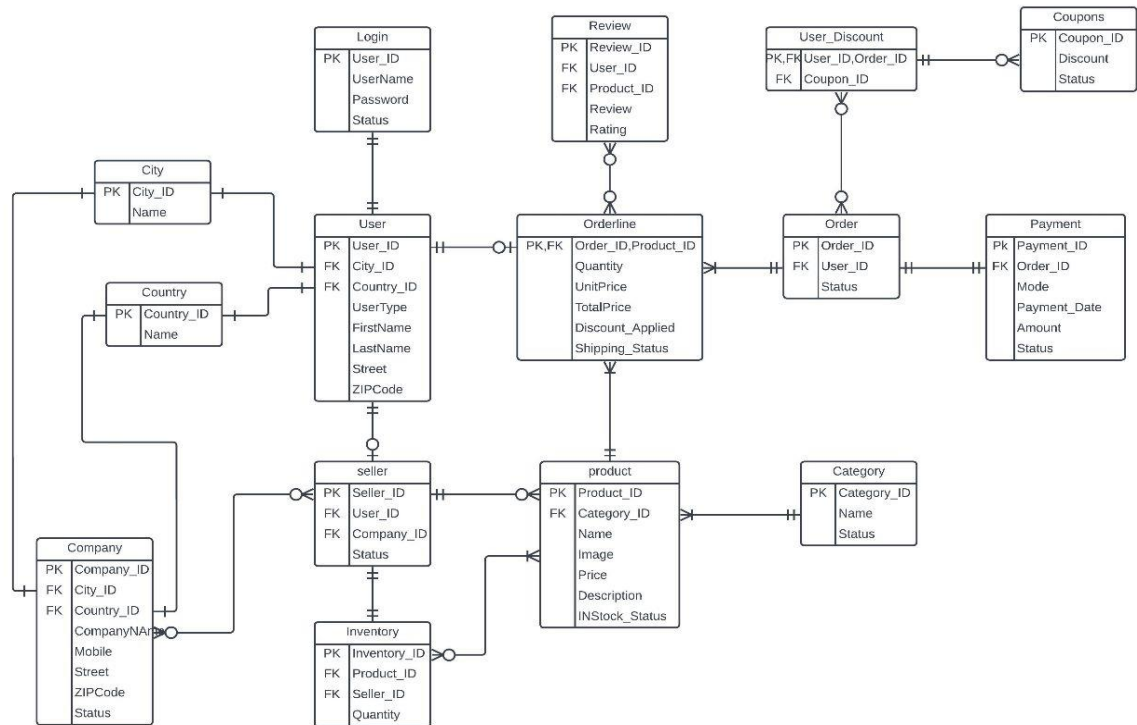 Login
PK User_ID
UserName
Password
Status
Review
PK Review_ID
FK User_ID
FK Product_ID
Review
Rating
User_Discount
PK,FK User_ID,Order_ID
FK Coupon_ID
Coupons
PK Coupon_ID
Discount
Status
City
PK City_ID
Name
Country
PK Country_ID
Name
User
PK User_ID
FK City_ID
FK Country_ID
UserType
FirstName
LastName
Street
ZIPCode
Orderline
PK,FK Order_ID,Product_ID
Quantity
UnitPrice
TotalPrice
Discount_Applied
Shipping_Status
Order
PK Order_ID
FK User_ID
Status
Payment
Pk Payment_ID
FK Order_ID
Mode
Payment_Date
Amount
Status
seller
PK Seller_ID
FK User_ID
FK Company_ID
Status
product
PK Product_ID
FK Category_ID
Name
Image
Price
Description
INStock_Status
Category
PK Category_ID
Name
Status
Company
PK Company_ID
FK City_ID
FK Country_ID
CompanyNAme
Mobile
Street
ZIPCode
Status
Inventory
PK Inventory_ID
FK Product_ID
FK Seller_ID
Quantity